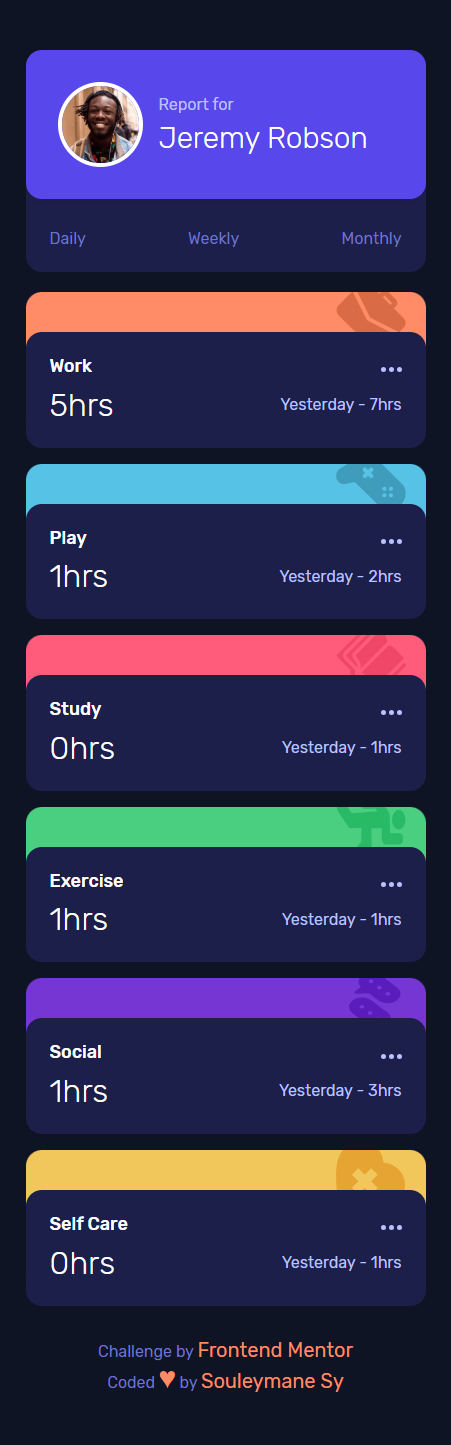 Report for
Jeremy Robson
Daily Weekly Monthly
Work
5hrs Yesterday - 7hrs
Play
1hrs Yesterday - 2hrs
Study
0hrs Yesterday - 1hrs
Exercise
1hrs Yesterday - 1hrs
Social
1hrs Yesterday - 3hrs
Self Care
0hrs Yesterday - 1hrs
Challenge by Frontend Mentor
Coded ♥ by Souleymane Sy